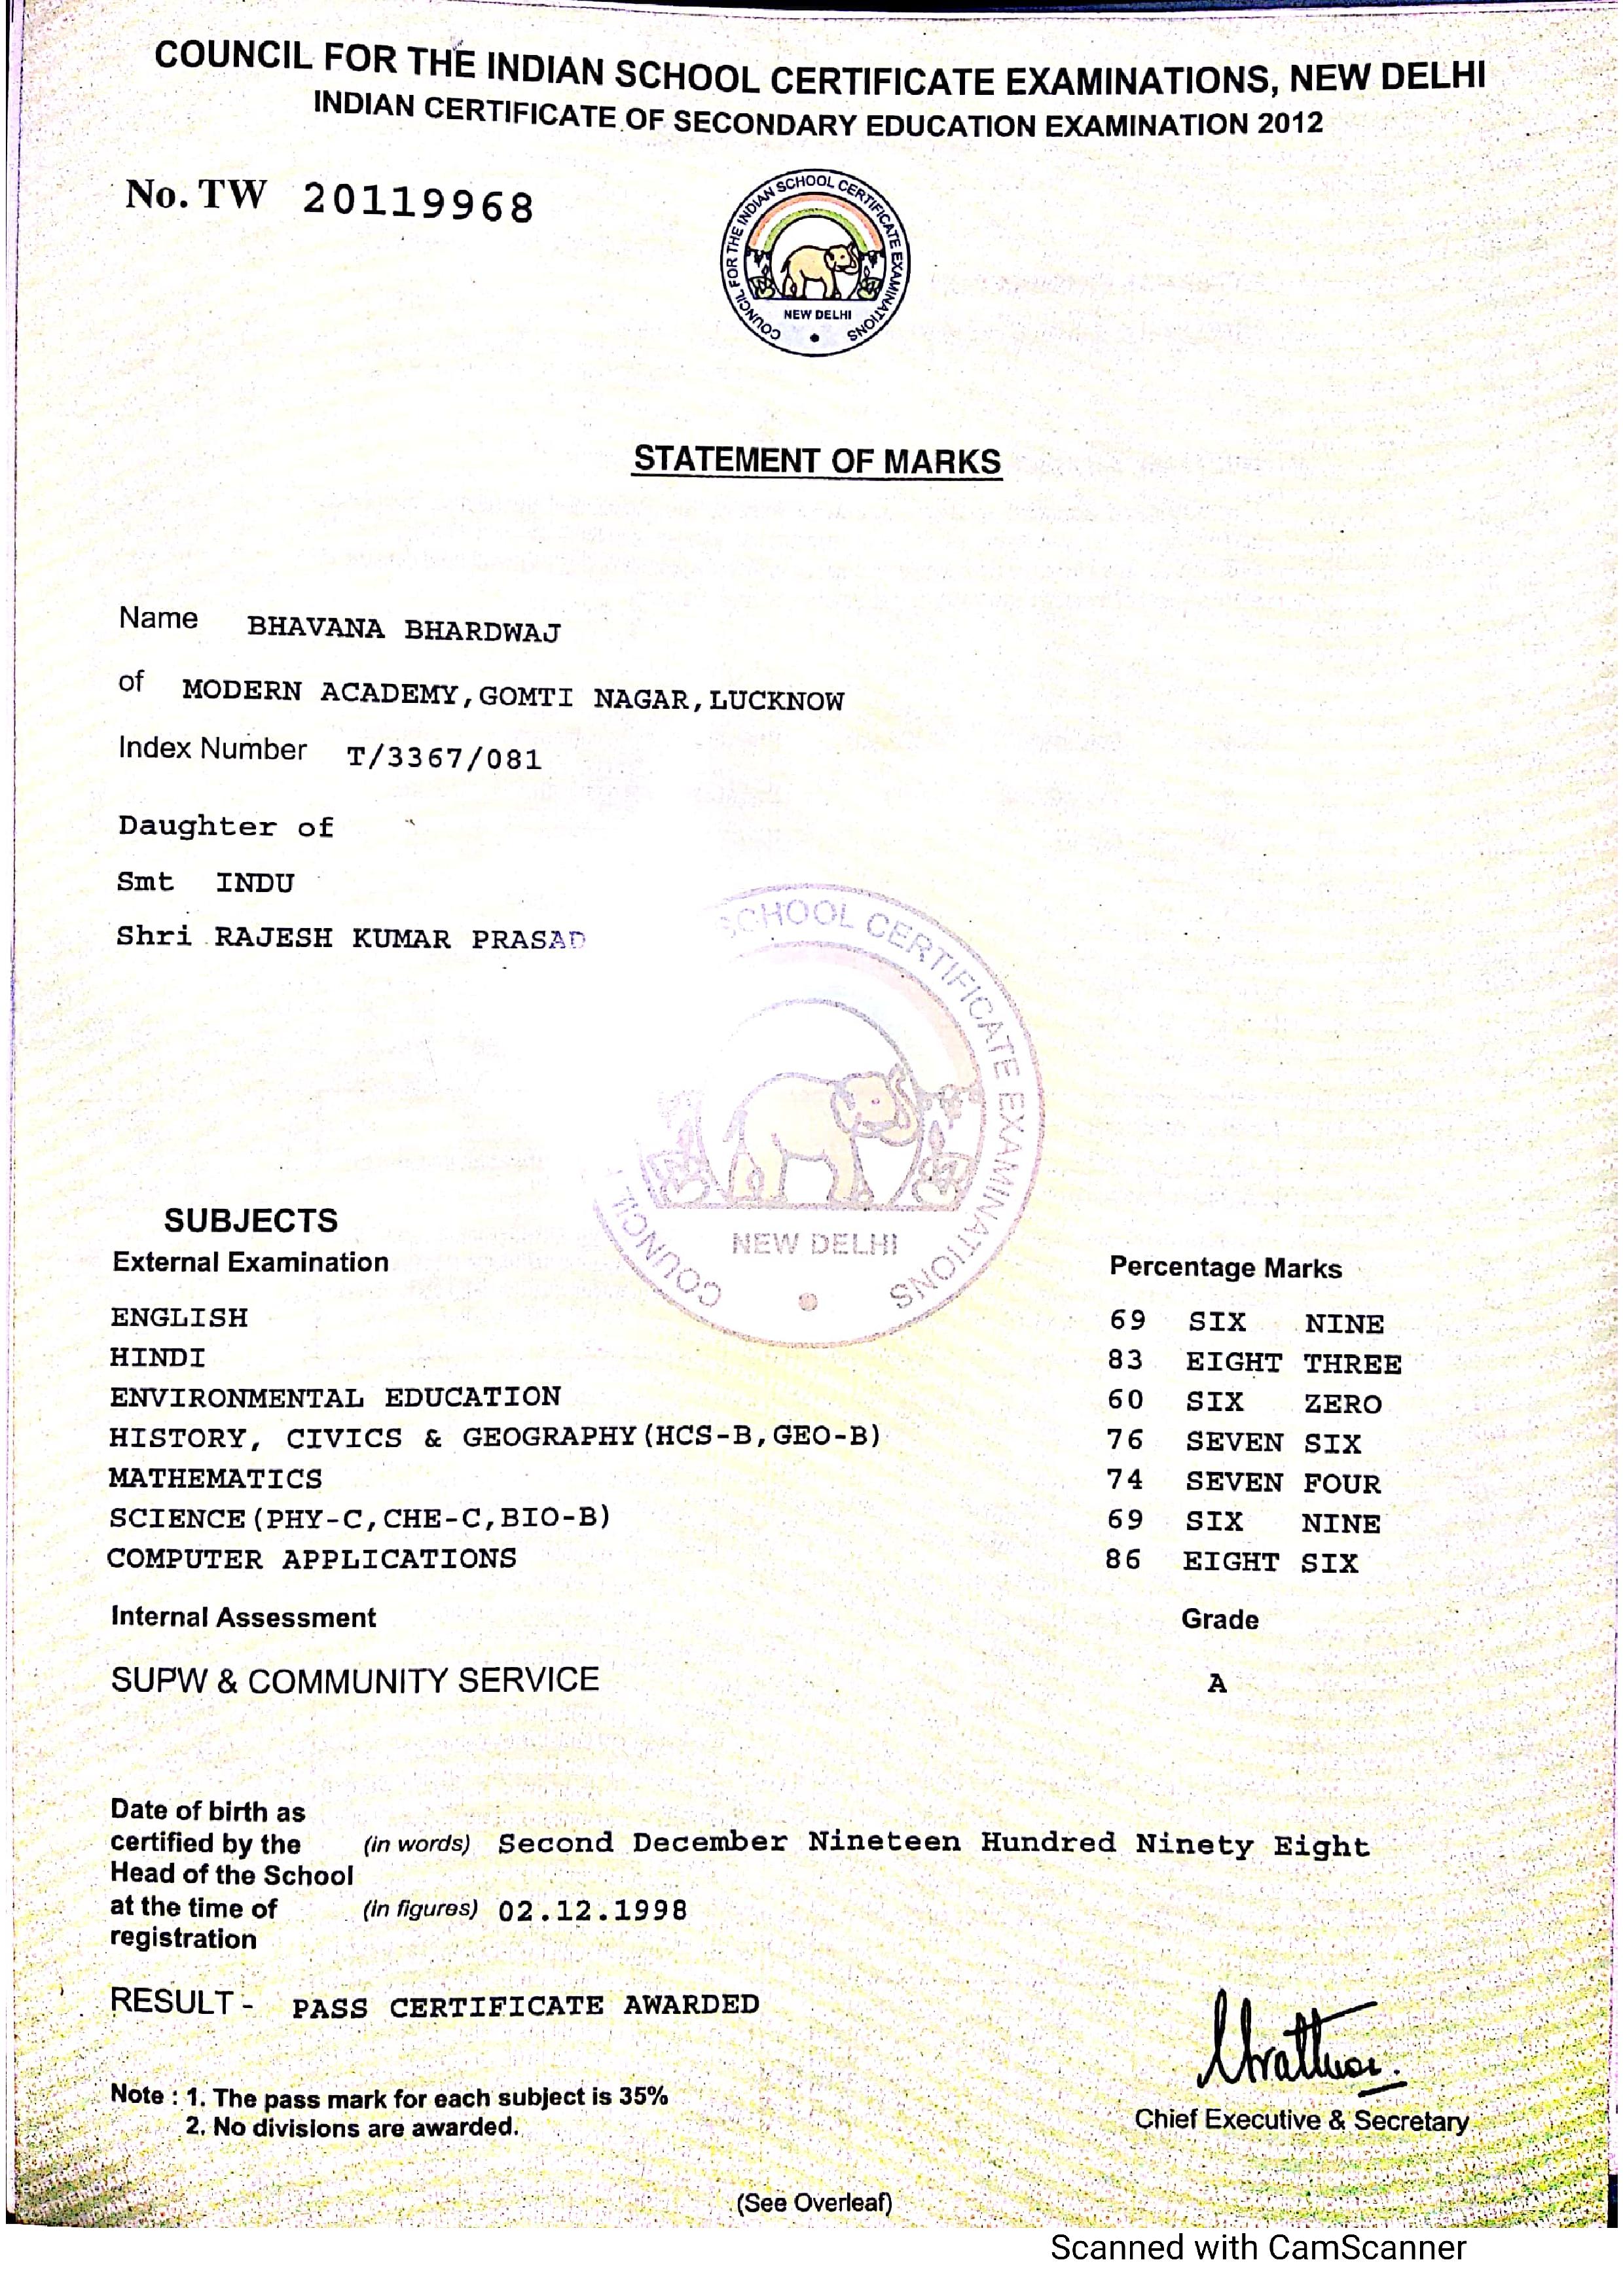 COUNCIL FOR THE INDIAN SCHOOL CERTIFICATE EXAMINATIONS, NEW DELHI
INDIAN CERTIFICATE OF SECONDARY EDUCATION EXAMINATION 2012
No. TW 20119968
COUNCIL FOR THE INDIAN SCHOOL CERTIFICATE EXAMINATIONS
NEW DELHI
STATEMENT OF MARKS
Name BHAVANA BHARDWAJ
of MODERN ACADEMY,GOMTI NAGAR,LUCKNOW
Index Number T/3367/081
Daughter of
Smt INDU
Shri RAJESH KUMAR PRASAD
COUNCIL SCHOOL CERTIFICATE EXAMINATIONS
NEW DELHI
SUBJECTS
External Examination Percentage Marks
ENGLISH 69 SIX NINE
HINDI 83 EIGHT THREE
ENVIRONMENTAL EDUCATION 60 SIX ZERO
HISTORY, CIVICS & GEOGRAPHY(HCS-B,GEO-B) 76 SEVEN SIX
MATHEMATICS 74 SEVEN FOUR
SCIENCE(PHY-C,CHE-C,BIO-B) 69 SIX NINE
COMPUTER APPLICATIONS 86 EIGHT SIX
Internal Assessment Grade
SUPW & COMMUNITY SERVICE A
Date of birth as
certified by the (in words) Second December Nineteen Hundred Ninety Eight
Head of the School
at the time of (in figures) 02.12.1998
registration
RESULT - PASS CERTIFICATE AWARDED
Note : 1. The pass mark for each subject is 35%
2. No divisions are awarded.
Chief Executive & Secretary
(See Overleaf)
Scanned with CamScanner